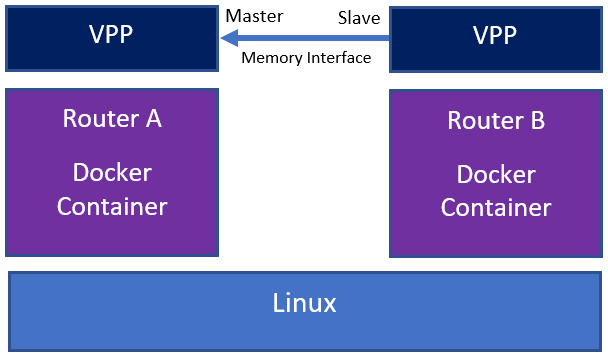 VPP
Master
Slave
Memory Interface
VPP
Router A
Docker
Container
Router B
Docker
Container
Linux